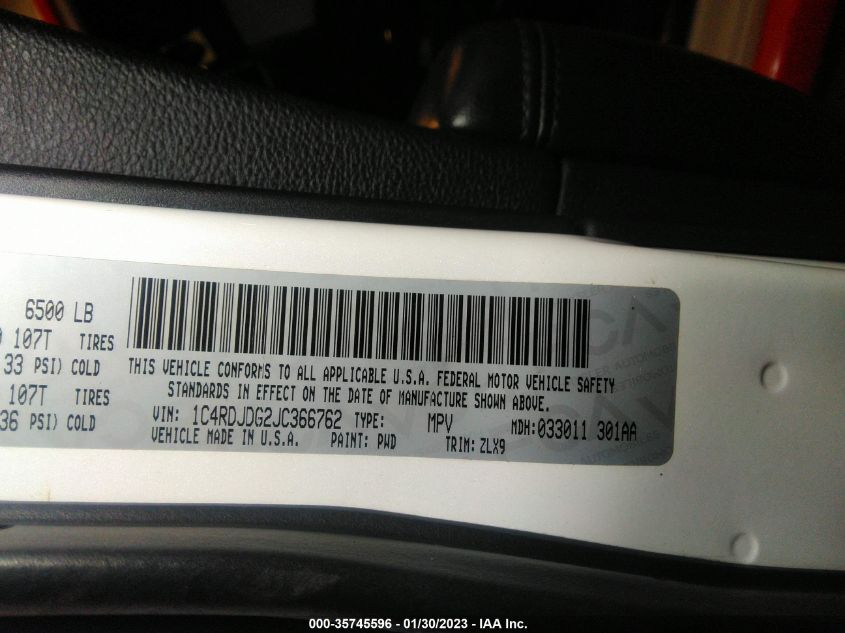 6500 LB
107T TIRES
33 PSI) COLD
107T TIRES
36 PSI) COLD
THIS VEHICLE CONFORMS TO ALL APPLICABLE U.S.A. FEDERAL MOTOR VEHICLE SAFETY
STANDARDS IN EFFECT ON THE DATE OF MANUFACTURE SHOWN ABOVE.
VIN: 1C4RDJDG2JC366762 TYPE: MPV MDH:033011 301AA
VEHICLE MADE IN U.S.A. PAINT: PWD TRIM: ZLX9
000-35745596 - 01/30/2023 - IAA Inc.